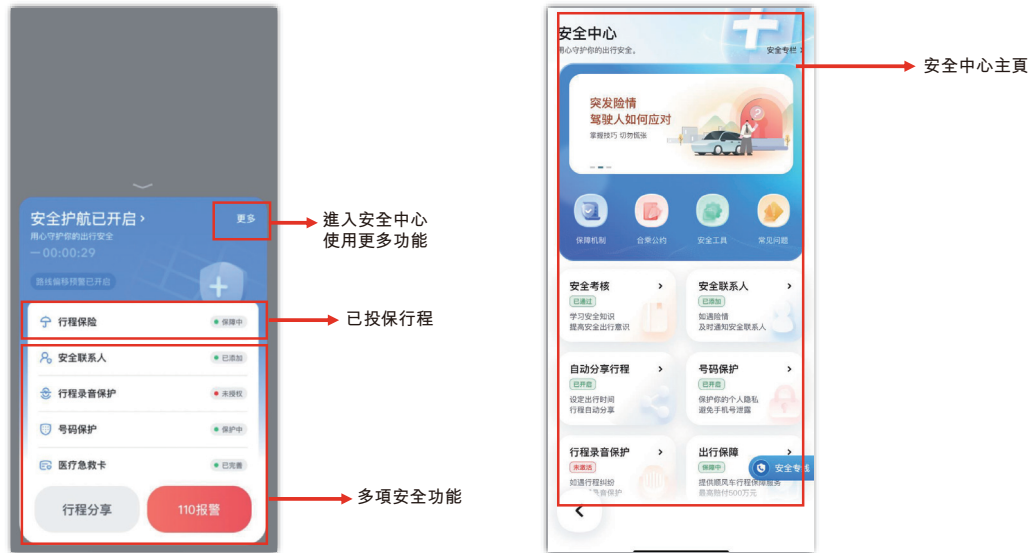 安全护航已开启 ›
更多
用心守护你的出行安全
— 00:00:29
路线偏移预警已开启
行程保险
保障中
安全联系人
已添加
行程录音保护
未授权
号码保护
保护中
医疗急救卡
已完善
行程分享
110报警
進入安全中心
使用更多功能
已投保行程
多項安全功能
安全中心
用心守护你的出行安全。
安全专栏
突发险情
驾驶人如何应对
掌握技巧 切勿慌张
保障机制
合乘公约
安全工具
常见问题
安全考核
已通过
学习安全知识
提高安全出行意识
安全联系人
已添加
如遇险情
及时通知安全联系人
自动分享行程
已开启
设定出行时间
行程自动分享
号码保护
已开启
保护你的个人隐私
避免手机号泄露
行程录音保护
未激活
如遇行程纠纷
录音保护
出行保障
保障中
提供顺风车行程保障服务
最高赔付500万元
安全专线
安全中心主頁